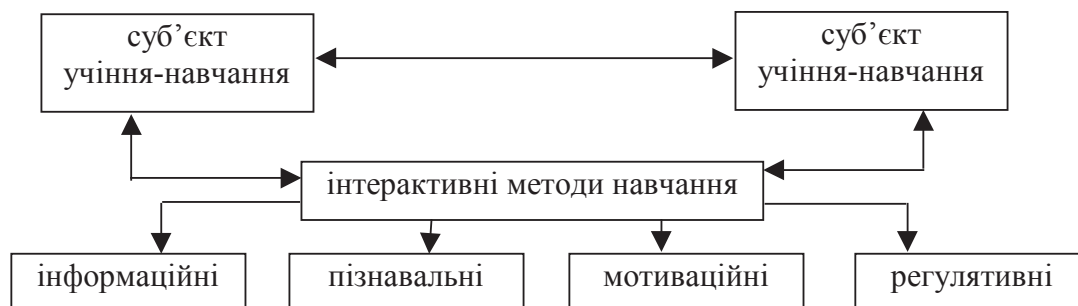 суб’єкт
учіння-навчання
суб’єкт
учіння-навчання
інтерактивні методи навчання
інформаційні
пізнавальні
мотиваційні
регулятивні